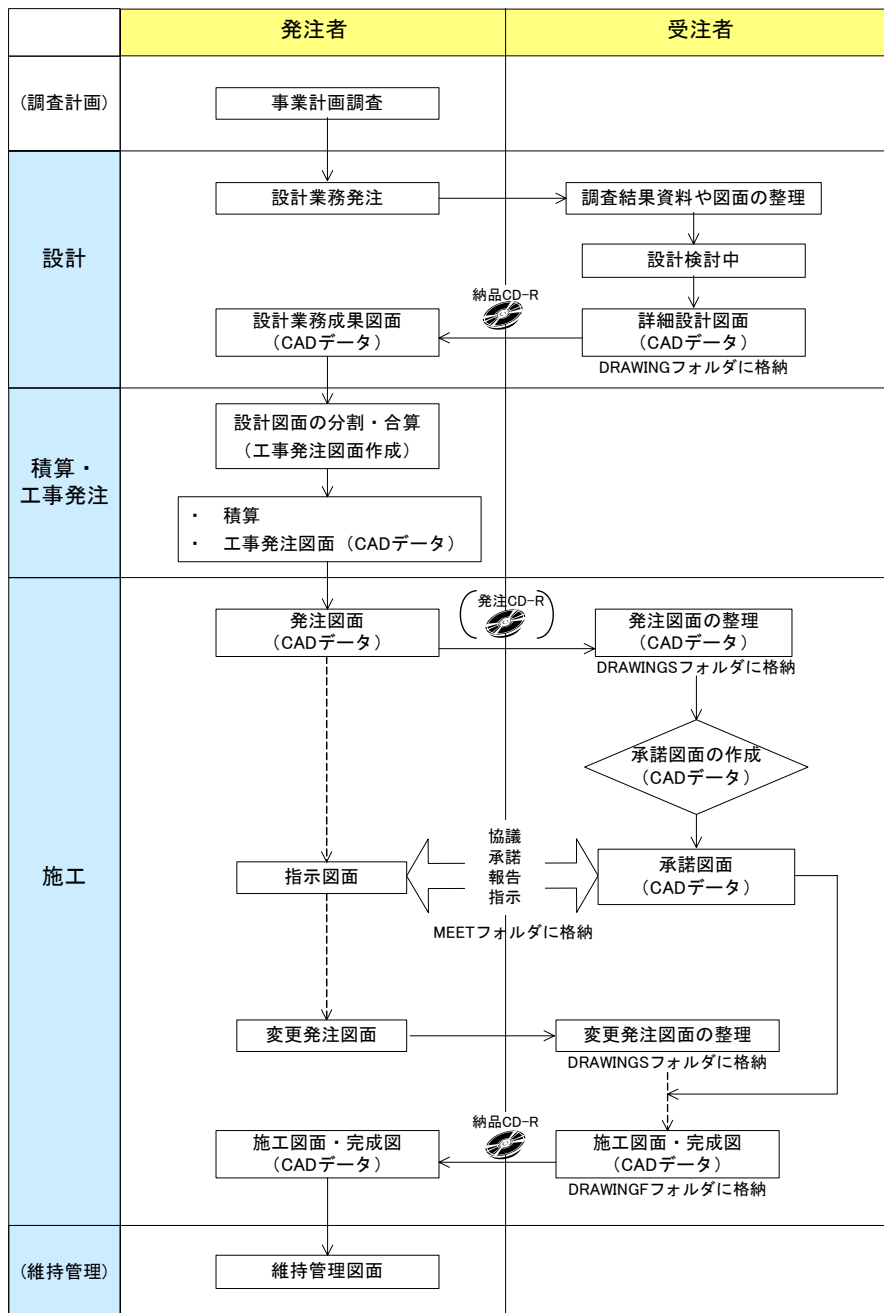 発注者
受注者
(調査計画)
事業計画調査
設計
設計業務発注
調査結果資料や図面の整理
設計検討中
納品CD-R
設計業務成果図面
(CADデータ)
詳細設計図面
(CADデータ)
DRAWINGフォルダに格納
積算・
工事発注
設計図面の分割・合算
(工事発注図面作成)
・ 積算
・ 工事発注図面 (CADデータ)
施工
発注図面
(CADデータ)
(発注CD-R)
発注図面の整理
(CADデータ)
DRAWINGSフォルダに格納
承諾図面の作成
(CADデータ)
指示図面
協議
承諾
報告
指示
承諾図面
(CADデータ)
MEETフォルダに格納
変更発注図面
変更発注図面の整理
DRAWINGSフォルダに格納
納品CD-R
施工図面・完成図
(CADデータ)
施工図面・完成図
(CADデータ)
DRAWINGFフォルダに格納
(維持管理)
維持管理図面